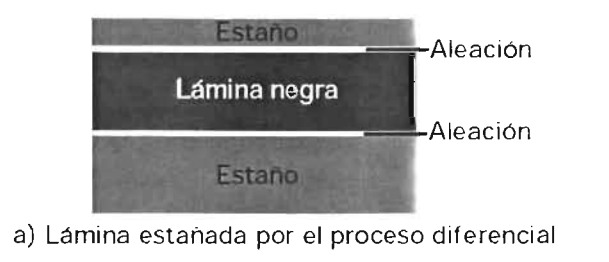 Estaño
Aleación
Lámina negra
Aleación
Estaño
a) Lámina estañada por el proceso diferencial